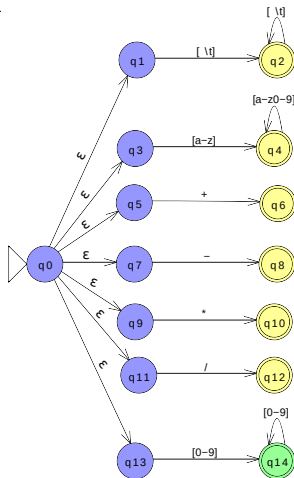 [ \t]
q1 [ \t] q2
ε
[a-z0-9]
q3 [a-z] q4
ε
q5 + q6
ε
q0 ε q7 - q8
ε
q9 * q10
ε
q11 / q12
ε
[0-9]
q13 [0-9] q14